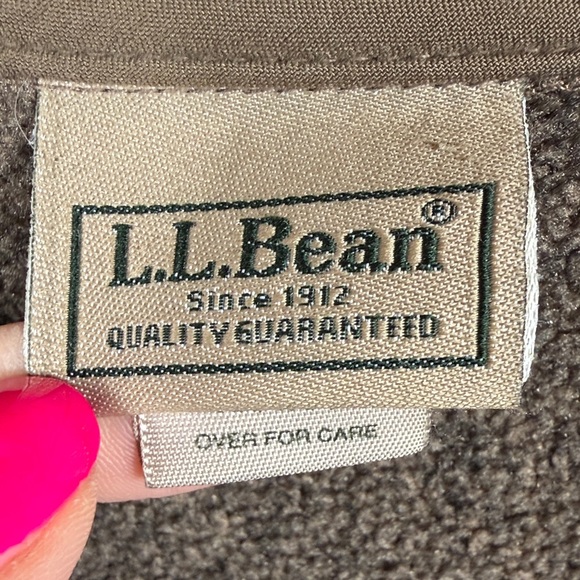 L.L.Bean®
Since 1912
QUALITY GUARANTEED
OVER FOR CARE